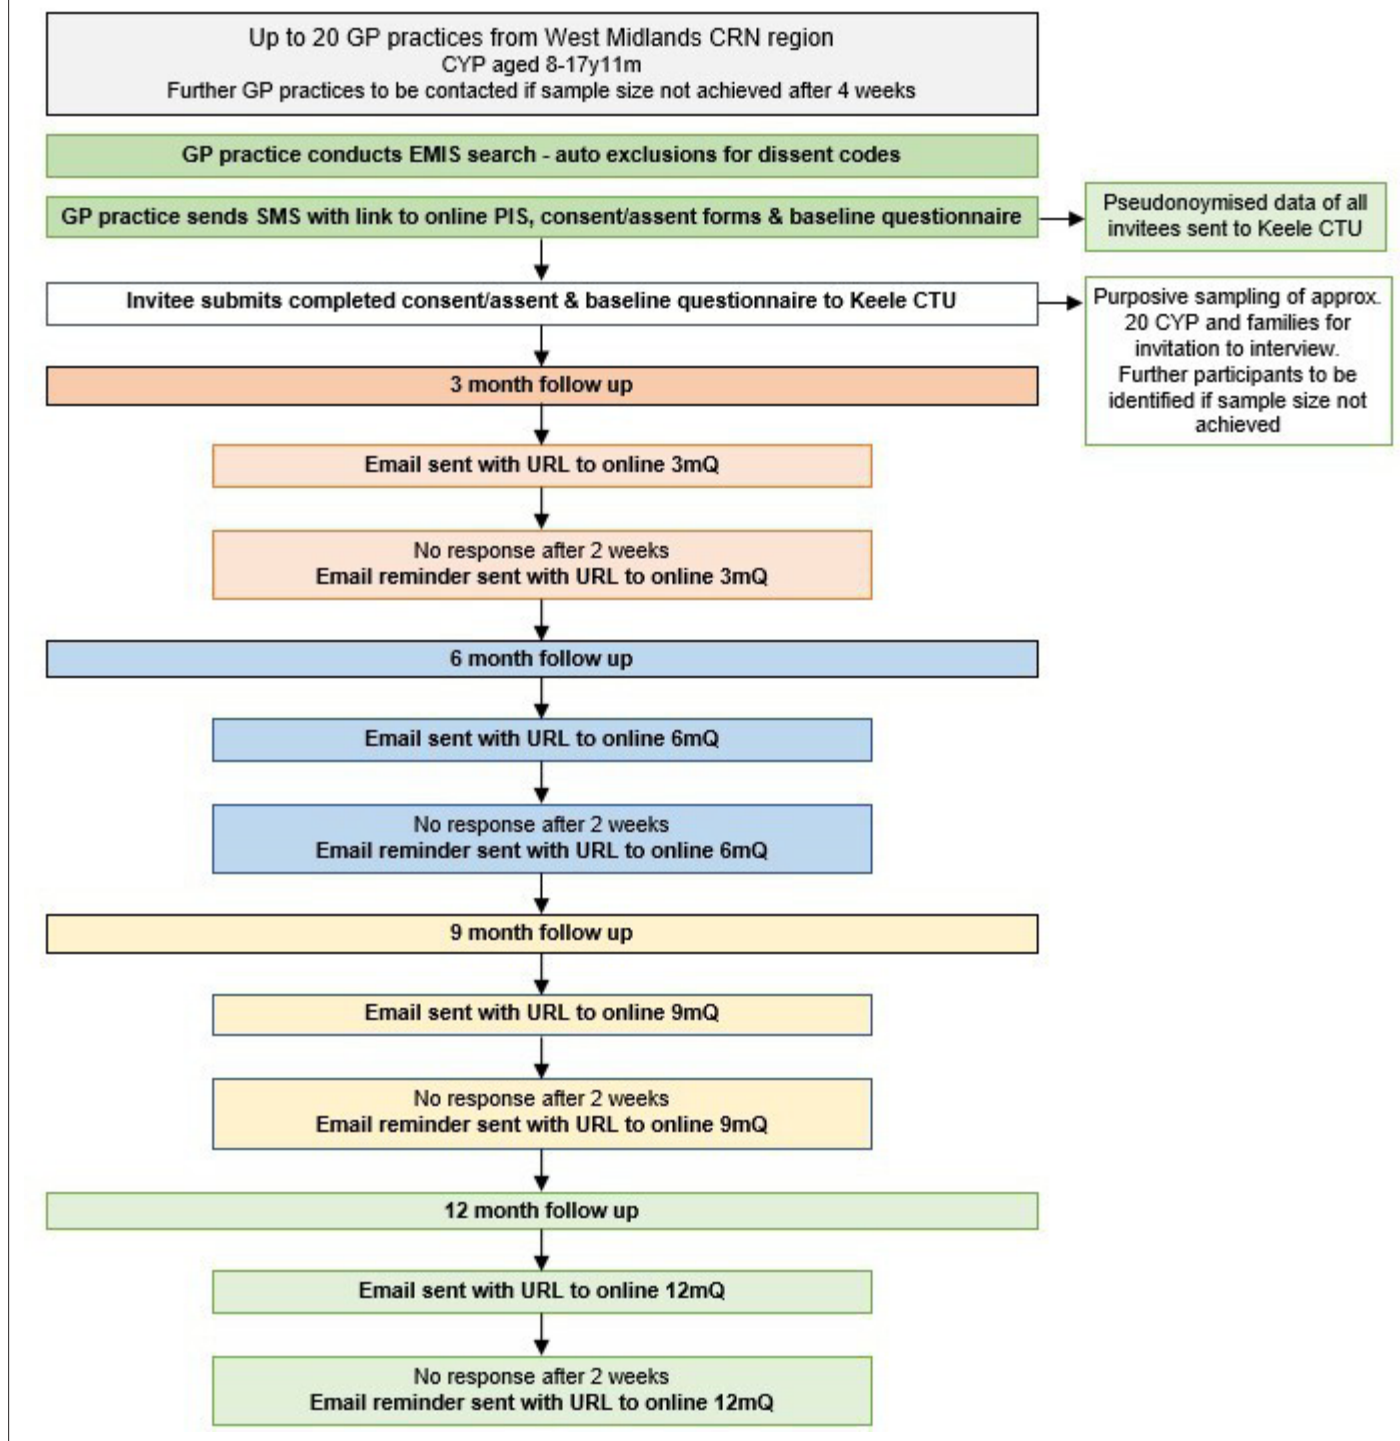 Up to 20 GP practices from West Midlands CRN region
CYP aged 8-17y11m
Further GP practices to be contacted if sample size not achieved after 4 weeks
GP practice conducts EMIS search - auto exclusions for dissent codes
GP practice sends SMS with link to online PIS, consent/assent forms & baseline questionnaire
Pseudonoymised data of all
invitees sent to Keele CTU
Invitee submits completed consent/assent & baseline questionnaire to Keele CTU
Purposive sampling of approx.
20 CYP and families for
invitation to interview.
Further participants to be
identified if sample size not
achieved
3 month follow up
Email sent with URL to online 3mQ
No response after 2 weeks
Email reminder sent with URL to online 3mQ
6 month follow up
Email sent with URL to online 6mQ
No response after 2 weeks
Email reminder sent with URL to online 6mQ
9 month follow up
Email sent with URL to online 9mQ
No response after 2 weeks
Email reminder sent with URL to online 9mQ
12 month follow up
Email sent with URL to online 12mQ
No response after 2 weeks
Email reminder sent with URL to online 12mQ